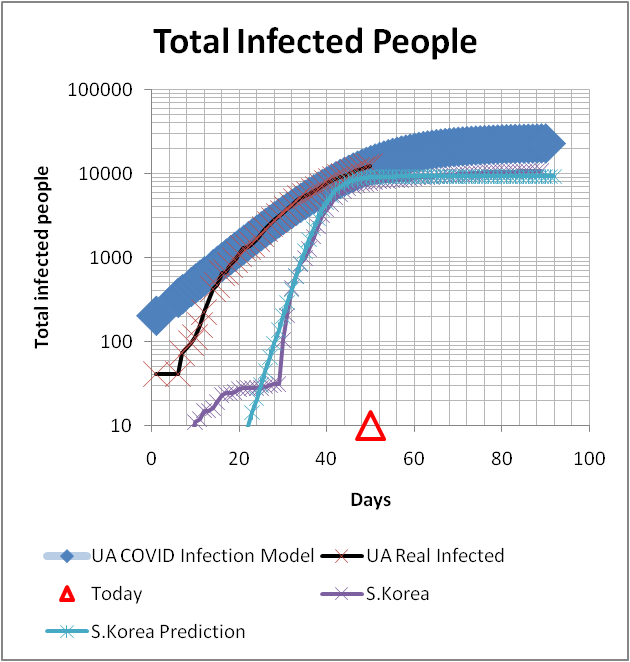 Total Infected People
Total infected people
100000
10000
1000
100
10
0 20 40 60 80 100
Days
UA COVID Infection Model UA Real Infected
Today S.Korea
S.Korea Prediction